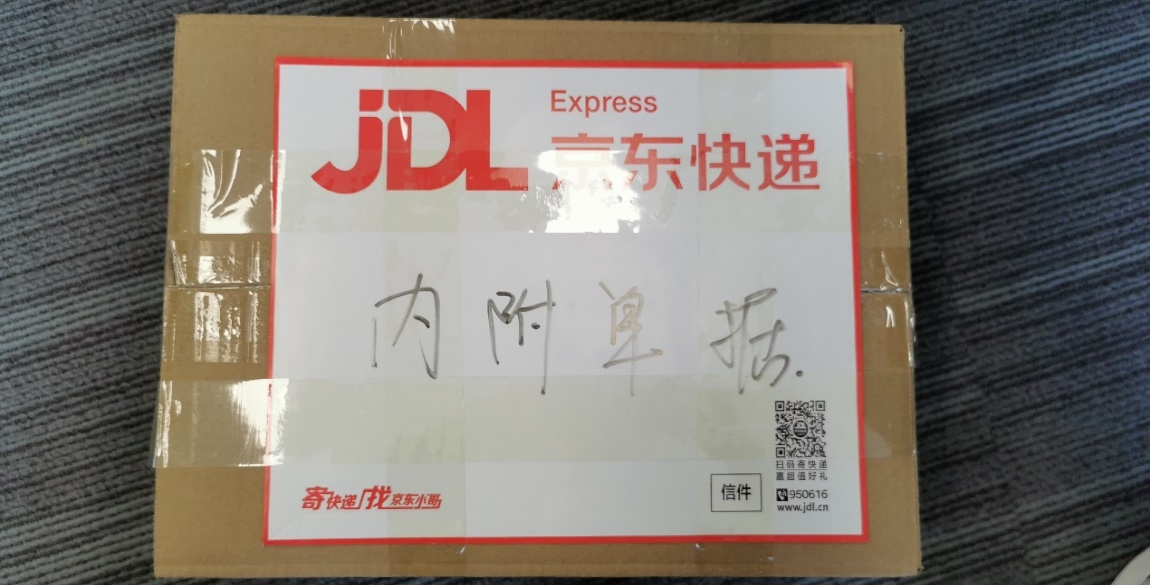 JDL
Express
京东快递
内附单据.
扫码寄快递
赢超值好礼
信件
950616
www.jdl.cn
寄快递 找京东小哥